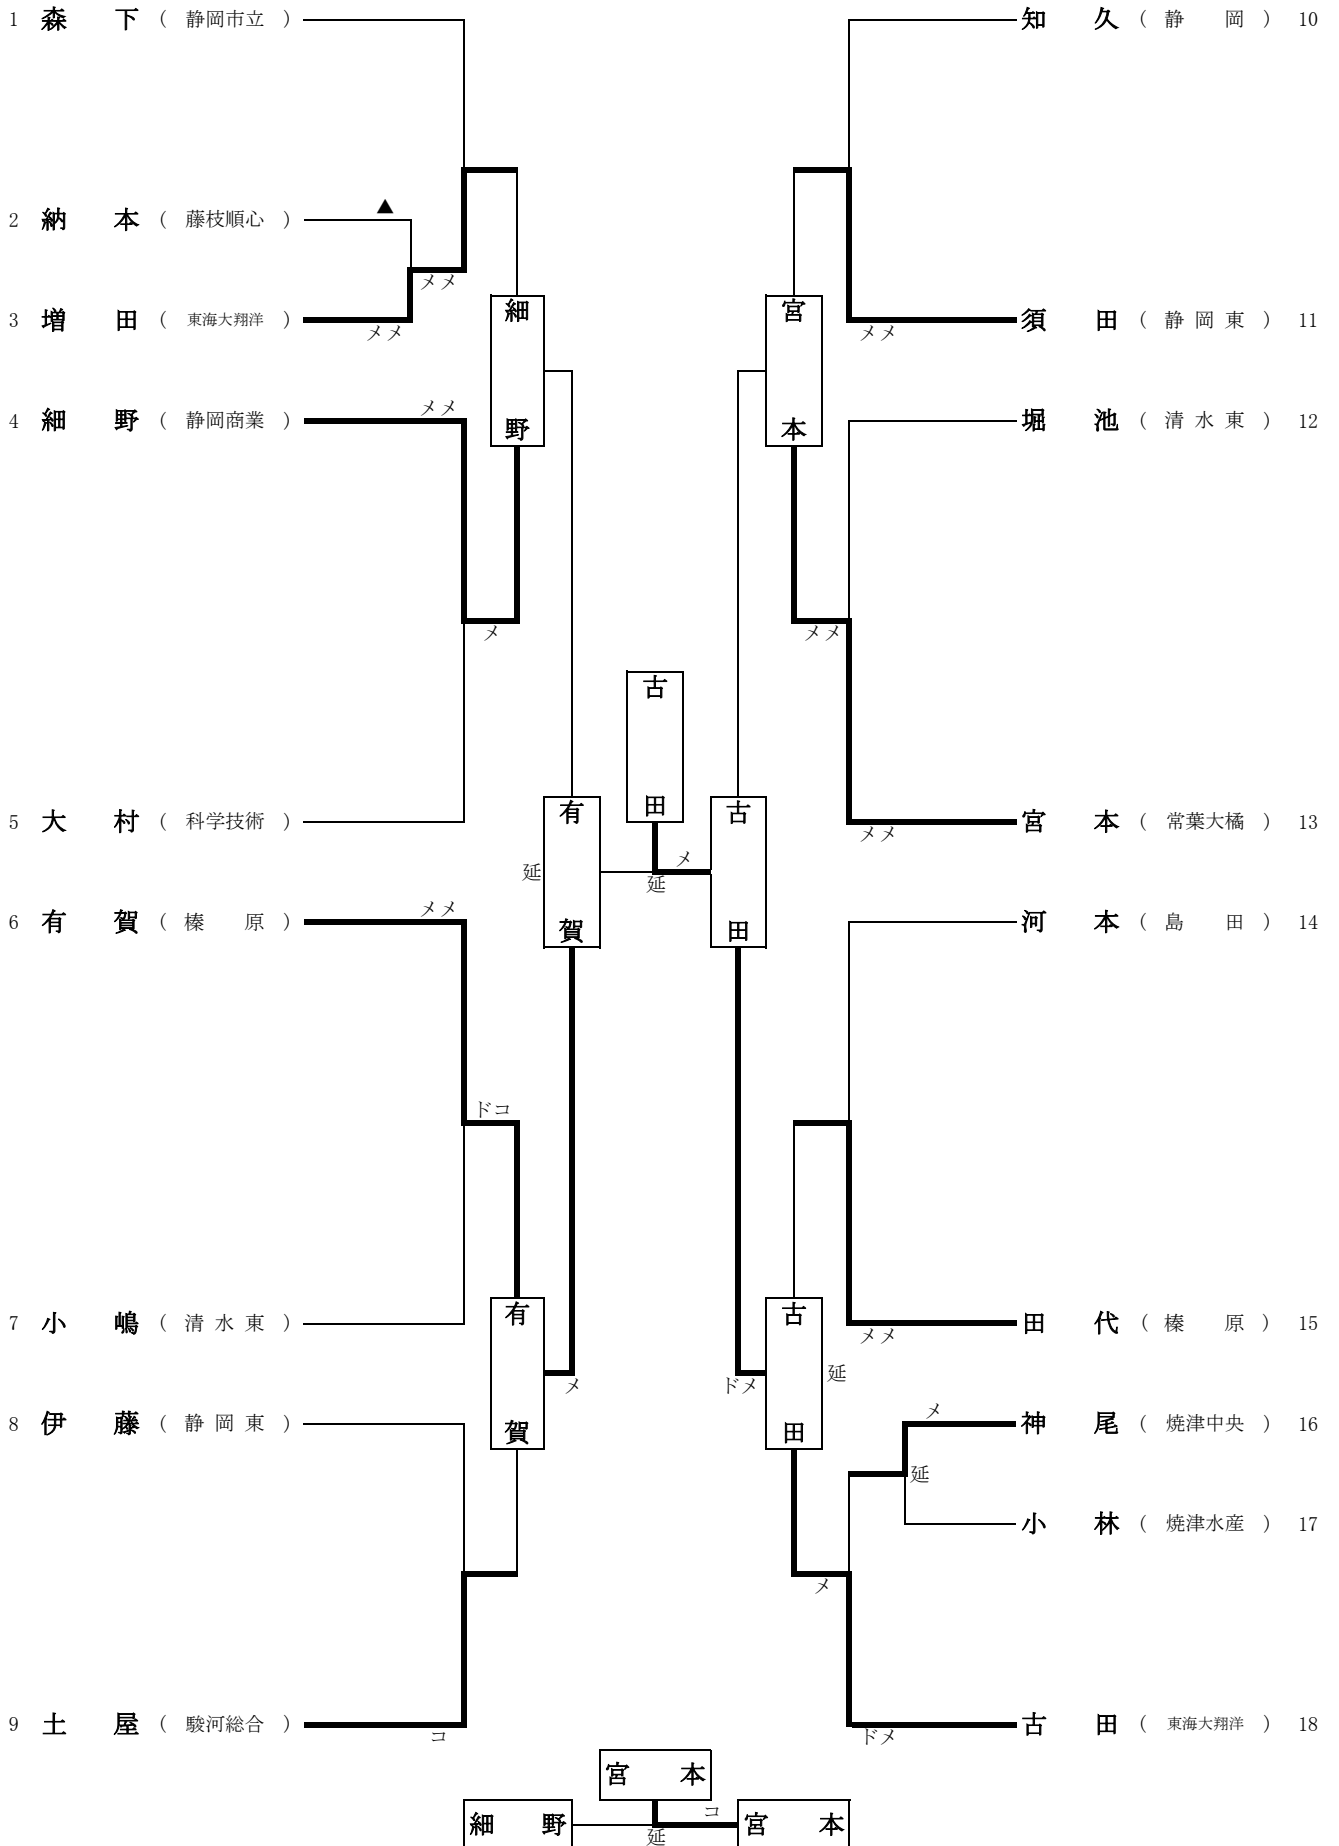 1 森 下 ( 静岡市立 )
▲
2 納 本 ( 藤枝順心 )
メメ
3 増 田 ( 東海大翔洋 )
メメ
4 細 野 ( 静岡商業 )
メメ
メ
5 大 村 ( 科学技術 )
6 有 賀 ( 榛 原 )
メメ
ドコ
7 小 嶋 ( 清 水 東 )
8 伊 藤 ( 静 岡 東 )
9 土 屋 ( 駿河総合 )
コ
細 野
有 賀
メ
有 賀
延
古 田
メ
延
古 田
宮 本
メメ
古 田
延
ドメ
メ
知 久 ( 静 岡 ) 10
須 田 ( 静 岡 東 ) 11
メメ
堀 池 ( 清 水 東 ) 12
宮 本 ( 常葉大橘 ) 13
メメ
河 本 ( 島 田 ) 14
田 代 ( 榛 原 ) 15
メメ
メ
神 尾 ( 焼津中央 ) 16
延
小 林 ( 焼津水産 ) 17
古 田 ( 東海大翔洋 ) 18
ドメ
宮 本
細 野
コ
延
宮 本